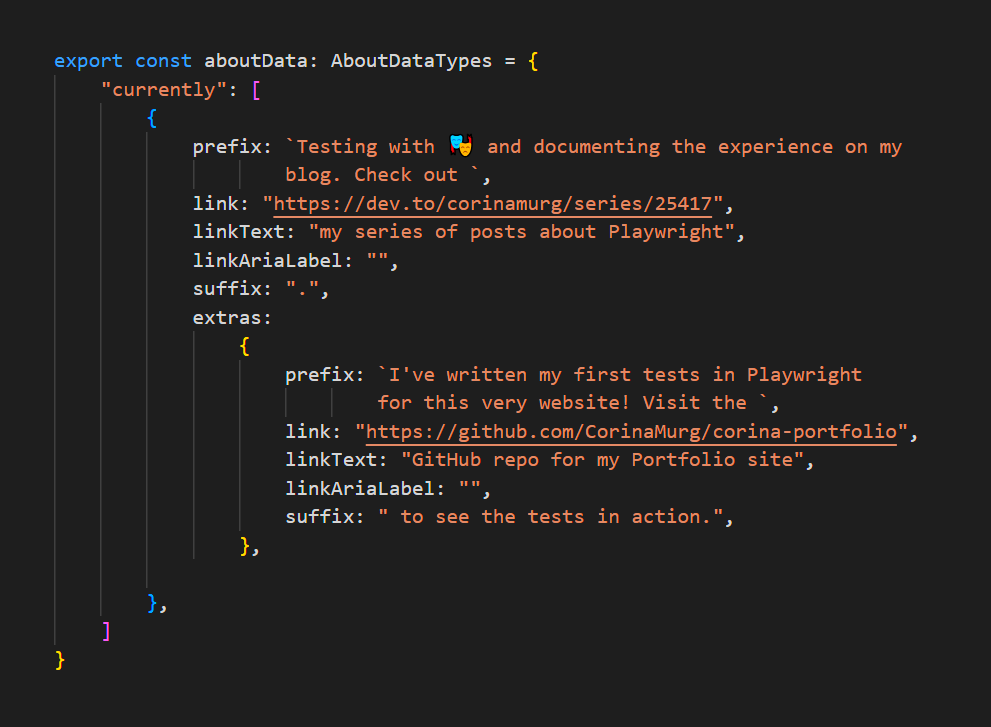 export const aboutData: AboutDataTypes = {
    "currently": [
        {
            prefix: `Testing with 🎭 and documenting the experience on my
                    blog. Check out `,
            link: "https://dev.to/corinamurg/series/25417",
            linkText: "my series of posts about Playwright",
            linkAriaLabel: "",
            suffix: ".",
            extras:
                {
                    prefix: `I've written my first tests in Playwright
                            for this very website! Visit the `,
                    link: "https://github.com/CorinaMurg/corina-portfolio",
                    linkText: "GitHub repo for my Portfolio site",
                    linkAriaLabel: "",
                    suffix: " to see the tests in action.",
                },
        },
    ]
}